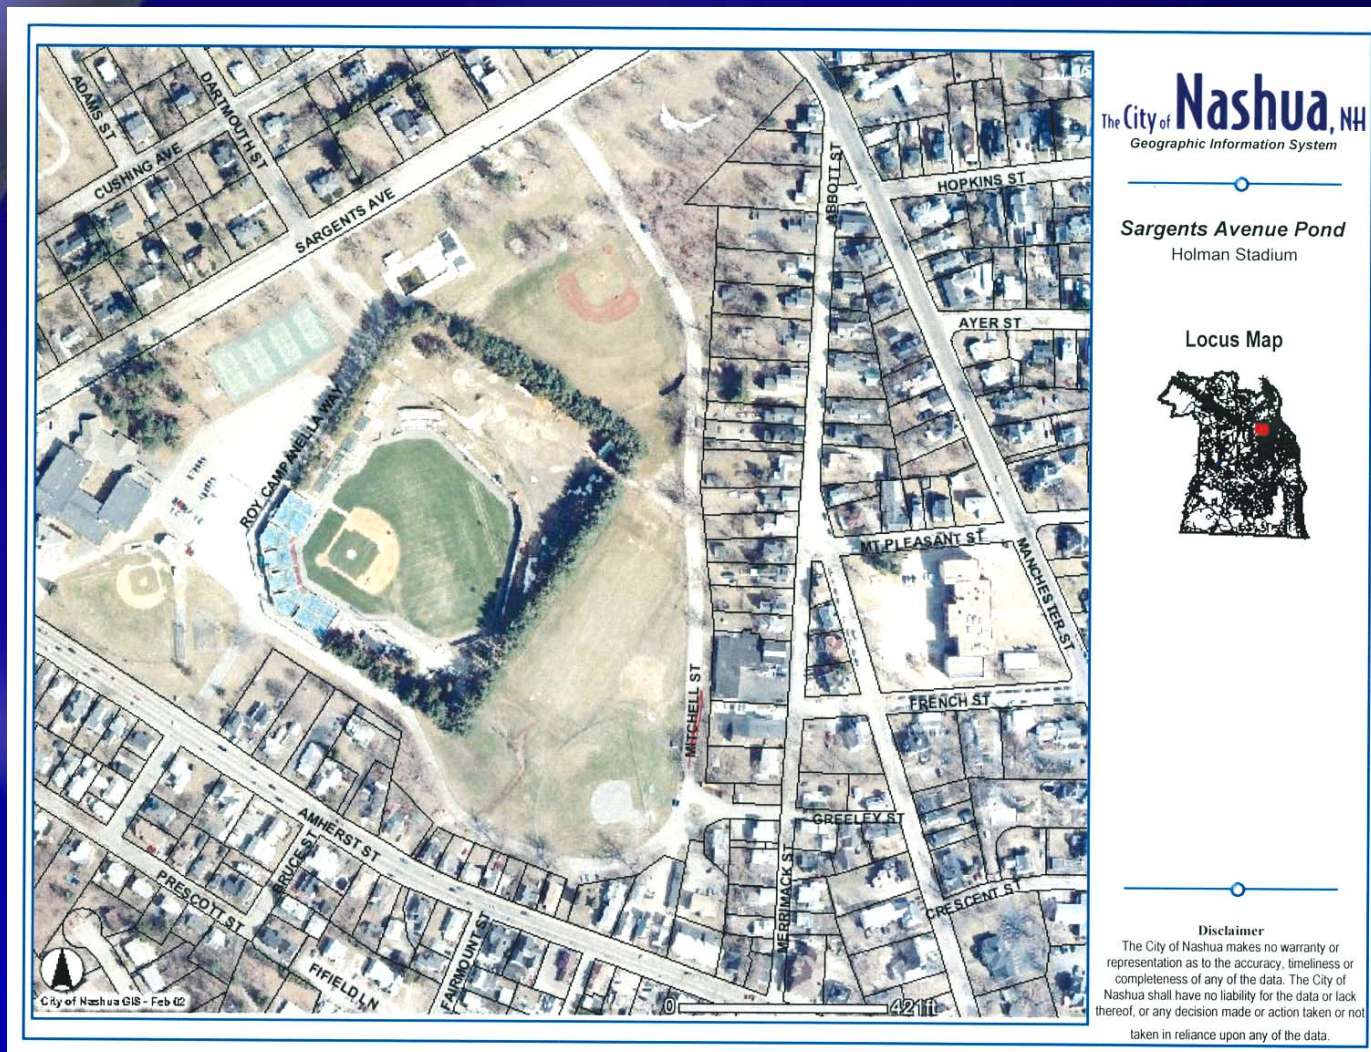 The City of Nashua, NH
Geographic Information System
Sargents Avenue Pond
Holman Stadium
Locus Map
ADAMS ST
DARTMOUTH ST
CUSHING AVE
SARGENTS AVE
ABBOTT ST
HOPKINS ST
AYER ST
ROY CAMPANELLA WAY
MT PLEASANT ST
MANCHESTER ST
MITCHELL ST
FRENCH ST
AMHERST ST
GREELEY ST
BRUCE ST
PRESCOTT ST
MERRIMACK ST
CRESCENT ST
FAIRMOUNT ST
FIFIELD LN
City of Nashua GIS - Feb 02
0 421ft
Disclaimer
The City of Nashua makes no warranty or
representation as to the accuracy, timeliness or
completeness of any of the data. The City of
Nashua shall have no liability for the data or lack
thereof, or any decision made or action taken or not
taken in reliance upon any of the data.